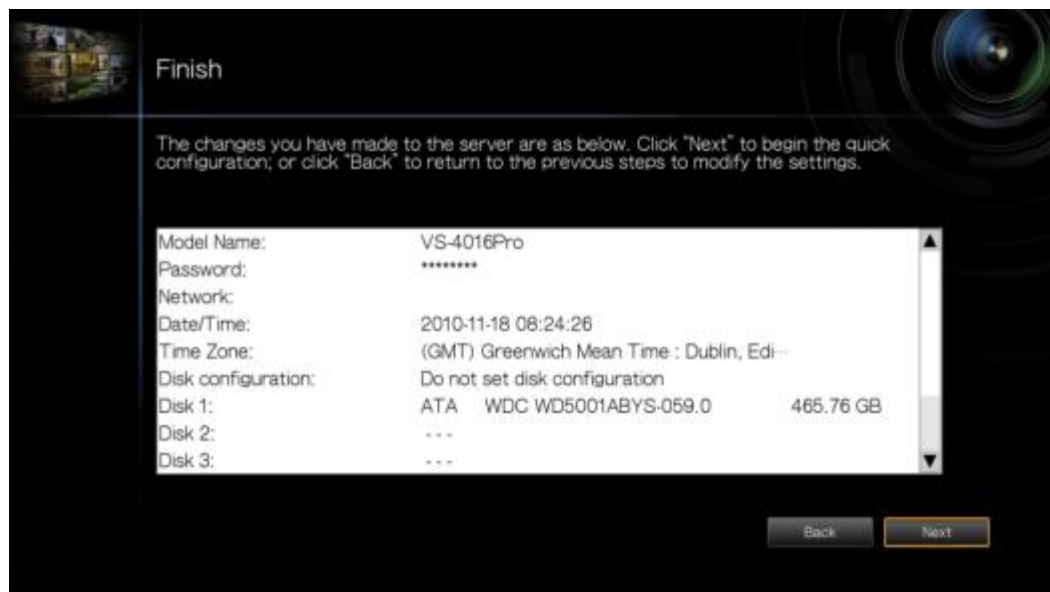 Finish
The changes you have made to the server are as below. Click "Next" to begin the quick
configuration; or click "Back" to return to the previous steps to modify the settings.
Model Name: VS-4016Pro
Password: ********
Network:
Date/Time: 2010-11-18 08:24:26
Time Zone: (GMT) Greenwich Mean Time : Dublin, Edi...
Disk configuration: Do not set disk configuration
Disk 1: ATA WDC WD5001ABYS-059.0 465.76 GB
Disk 2: ---
Disk 3: ---
Back Next